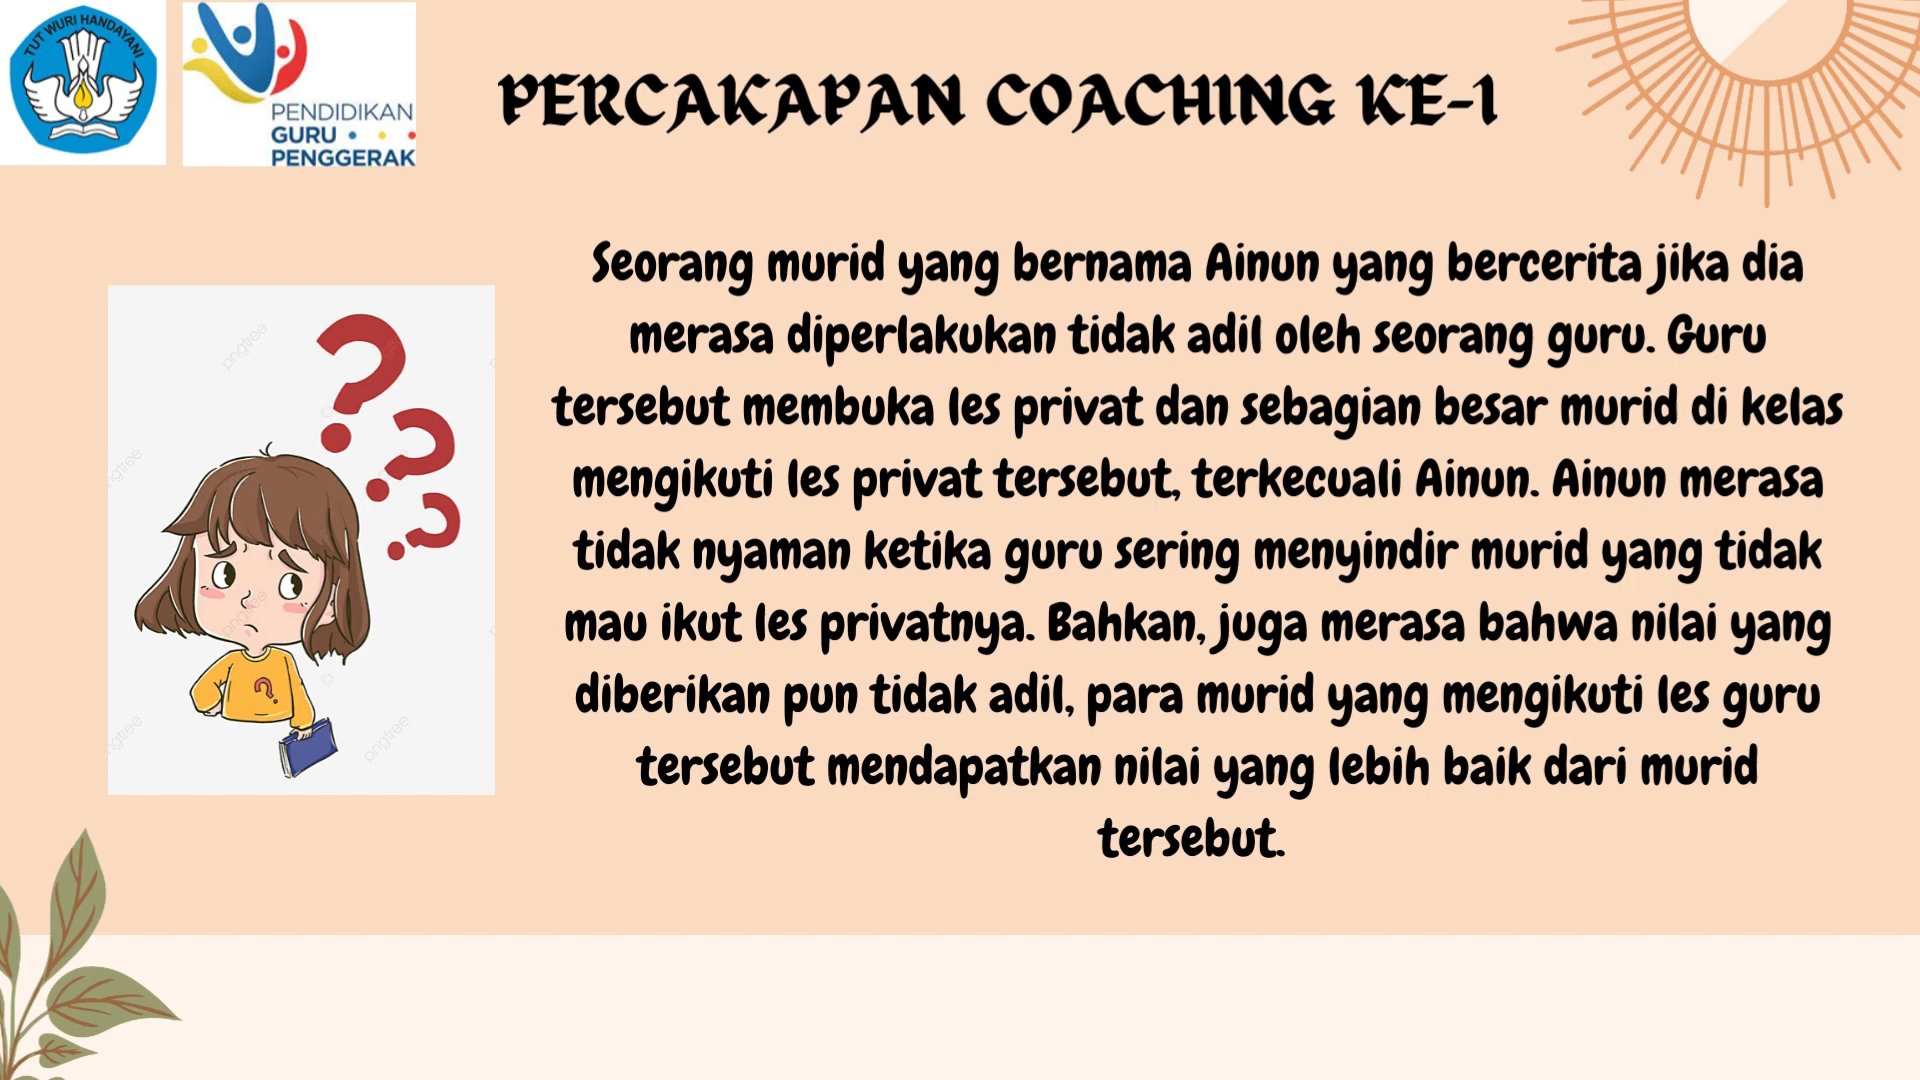 TUT WURI HANDAYANI
PENDIDIKAN
GURU
PENGGERAK
PERCAKAPAN COACHING KE-1
Seorang murid yang bernama Ainun yang bercerita jika dia
merasa diperlakukan tidak adil oleh seorang guru. Guru
tersebut membuka les privat dan sebagian besar murid di kelas
mengikuti les privat tersebut, terkecuali Ainun. Ainun merasa
tidak nyaman ketika guru sering menyindir murid yang tidak
mau ikut les privatnya. Bahkan, juga merasa bahwa nilai yang
diberikan pun tidak adil, para murid yang mengikuti les guru
tersebut mendapatkan nilai yang lebih baik dari murid
tersebut.
? ? ?
?
pngtree
pngtree
pngtree